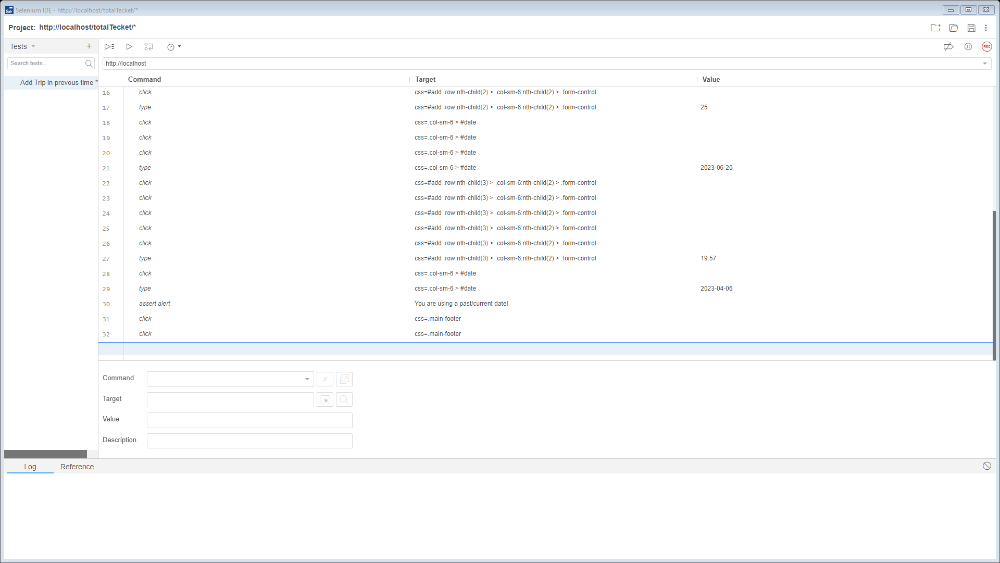 Se Selenium IDE - http://localhost/totalTecket/*
Project: http://localhost/totalTecket/*
Tests
REC
Search tests...
http://localhost
Add Trip in prevous time *
Command Target Value
16 click css=#add .row:nth-child(2) > .col-sm-6:nth-child(2) > .form-control
17 type css=#add .row:nth-child(2) > .col-sm-6:nth-child(2) > .form-control 25
18 click css=.col-sm-6 > #date
19 click css=.col-sm-6 > #date
20 click css=.col-sm-6 > #date
21 type css=.col-sm-6 > #date 2023-06-20
22 click css=#add .row:nth-child(3) > .col-sm-6:nth-child(2) > .form-control
23 click css=#add .row:nth-child(3) > .col-sm-6:nth-child(2) > .form-control
24 click css=#add .row:nth-child(3) > .col-sm-6:nth-child(2) > .form-control
25 click css=#add .row:nth-child(3) > .col-sm-6:nth-child(2) > .form-control
26 click css=#add .row:nth-child(3) > .col-sm-6:nth-child(2) > .form-control
27 type css=#add .row:nth-child(3) > .col-sm-6:nth-child(2) > .form-control 19:57
28 click css=.col-sm-6 > #date
29 type css=.col-sm-6 > #date 2023-04-06
30 assert alert You are using a past/current date!
31 click css=.main-footer
32 click css=.main-footer
Command //
Target
Value
Description
Log Reference